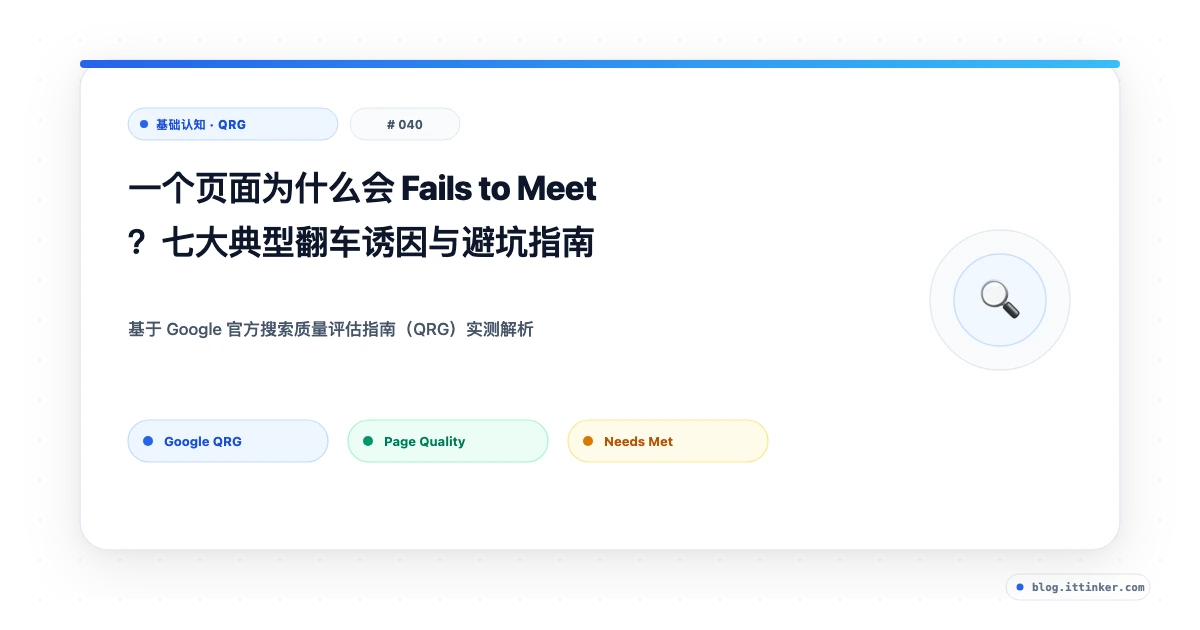 基础认知 · QRG
# 040
一个页面为什么会 Fails to Meet
？七大典型翻车诱因与避坑指南
基于 Google 官方搜索质量评估指南（QRG）实测解析
Google QRG
Page Quality
Needs Met
blog.ittinker.com